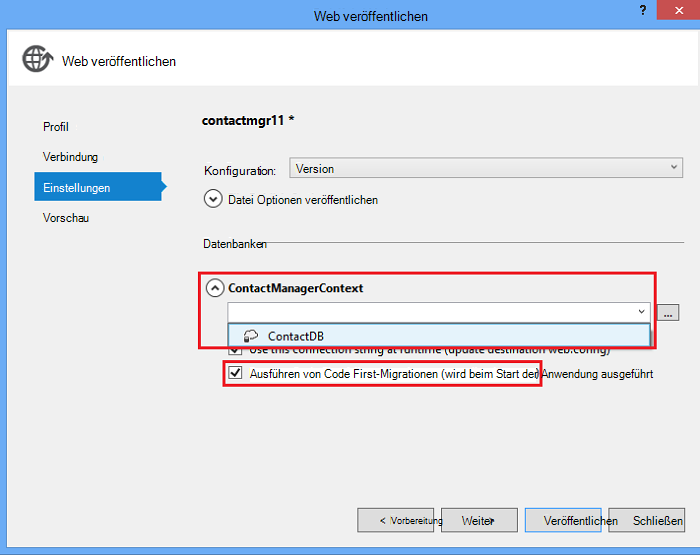 Web veröffentlichen
?
Web veröffentlichen
Profil
Verbindung
Einstellungen
Vorschau
contactmgr11 *
Konfiguration: Version
Datei Optionen veröffentlichen
Datenbanken
ContactManagerContext
...
ContactDB
Use this connection string at runtime (update destination web.config)
Ausführen von Code First-Migrationen (wird beim Start der Anwendung ausgeführt
< Vorbereitung Weiter Veröffentlichen Schließen